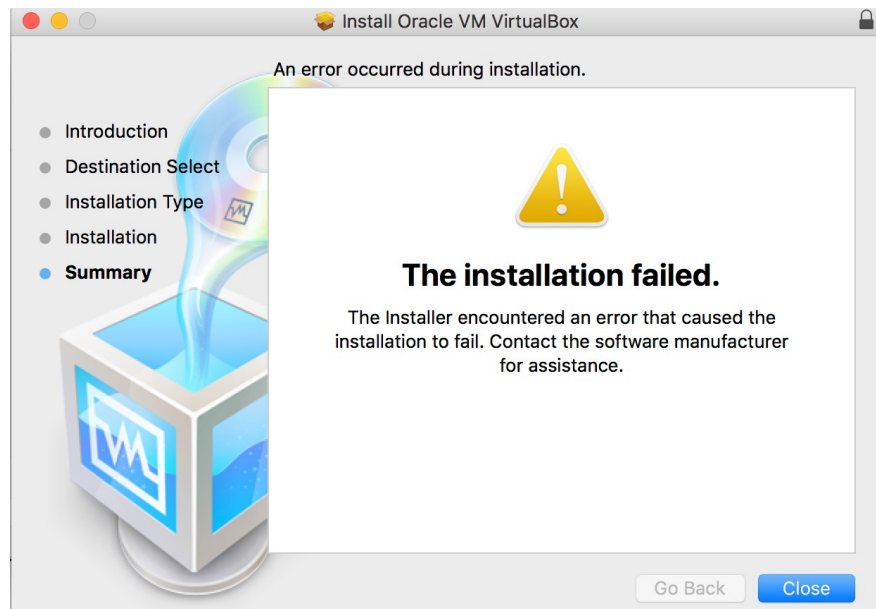 Install Oracle VM VirtualBox
An error occurred during installation.
Introduction
Destination Select
Installation Type
Installation
Summary
The installation failed.
The Installer encountered an error that caused the
installation to fail. Contact the software manufacturer
for assistance.
Go Back
Close